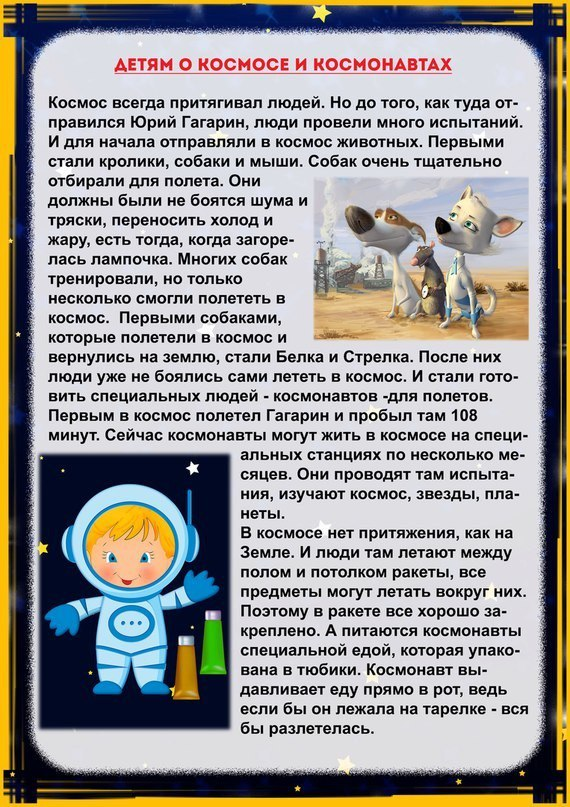 ДЕТЯМ О КОСМОСЕ И КОСМОНАВТАХ
Космос всегда притягивал людей. Но до того, как туда от-
правился Юрий Гагарин, люди провели много испытаний.
И для начала отправляли в космос животных. Первыми
стали кролики, собаки и мыши. Собак очень тщательно
отбирали для полета. Они
должны были не боятся шума и
тряски, переносить холод и
жару, есть тогда, когда загоре-
лась лампочка. Многих собак
тренировали, но только
несколько смогли полететь в
космос. Первыми собаками,
которые полетели в космос и
вернулись на землю, стали Белка и Стрелка. После них
люди уже не боялись сами лететь в космос. И стали гото-
вить специальных людей - космонавтов -для полетов.
Первым в космос полетел Гагарин и пробыл там 108
минут. Сейчас космонавты могут жить в космосе на специ-
альных станциях по несколько ме-
сяцев. Они проводят там испыта-
ния, изучают космос, звезды, пла-
неты.
В космосе нет притяжения, как на
Земле. И люди там летают между
полом и потолком ракеты, все
предметы могут летать вокруг них.
Поэтому в ракете все хорошо за-
креплено. А питаются космонавты
специальной едой, которая упако-
вана в тюбики. Космонавт вы-
давливает еду прямо в рот, ведь
если бы он лежала на тарелке - вся
бы разлетелась.